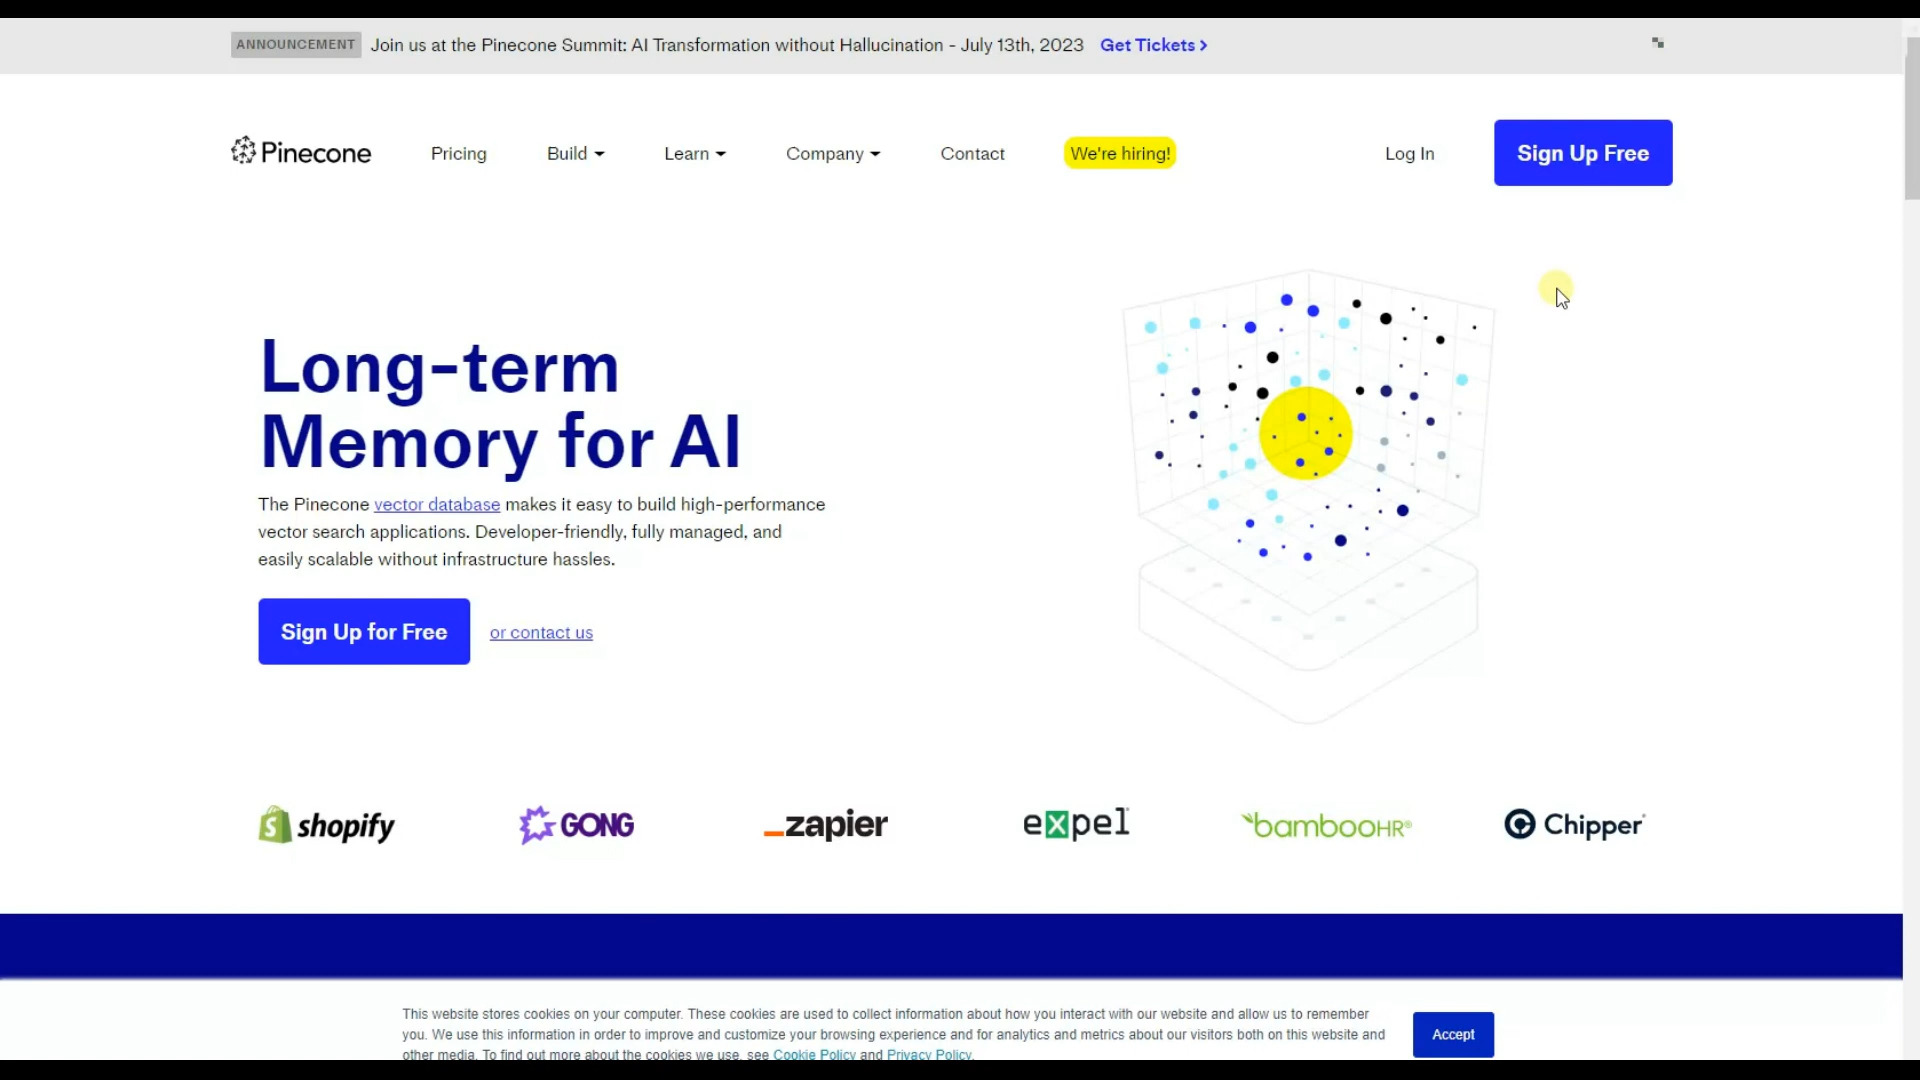 ANNOUNCEMENT Join us at the Pinecone Summit: AI Transformation without Hallucination - July 13th, 2023 Get Tickets >
Pinecone Pricing Build Learn Company Contact We're hiring! Log In Sign Up Free
Long-term
Memory for AI
The Pinecone vector database makes it easy to build high-performance
vector search applications. Developer-friendly, fully managed, and
easily scalable without infrastructure hassles.
Sign Up for Free or contact us
shopify GONG zapier expel bambooHR® Chipper
This website stores cookies on your computer. These cookies are used to collect information about how you interact with our website and allow us to remember
you. We use this information in order to improve and customize your browsing experience and for analytics and metrics about our visitors both on this website and
other media. To find out more about the cookies we use, see Cookie Policy and Privacy Policy.
Accept